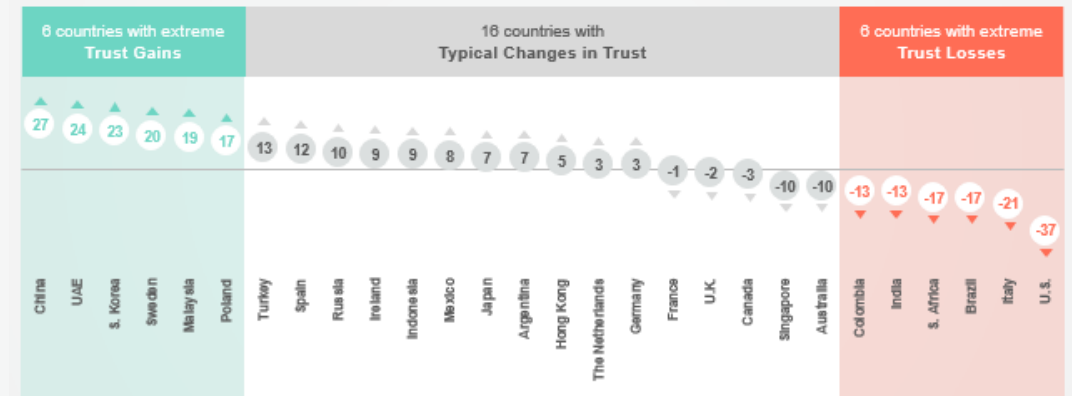 6 countries with extreme
Trust Gains
16 countries with
Typical Changes in Trust
6 countries with extreme
Trust Losses
27 24 23 20 19 17 13 12 10 9 9 8 7 7 5 3 3 -1 -2 -3 -10 -10 -13 -13 -17 -17 -21 -37
China
UAE
S. Korea
Sweden
Malaysia
Poland
Turkey
Spain
Russia
Ireland
Indonesia
Mexico
Japan
Argentina
Hong Kong
The Netherlands
Germany
France
U.K.
Canada
Singapore
Australia
Colombia
India
S. Africa
Brazil
Italy
U.S.